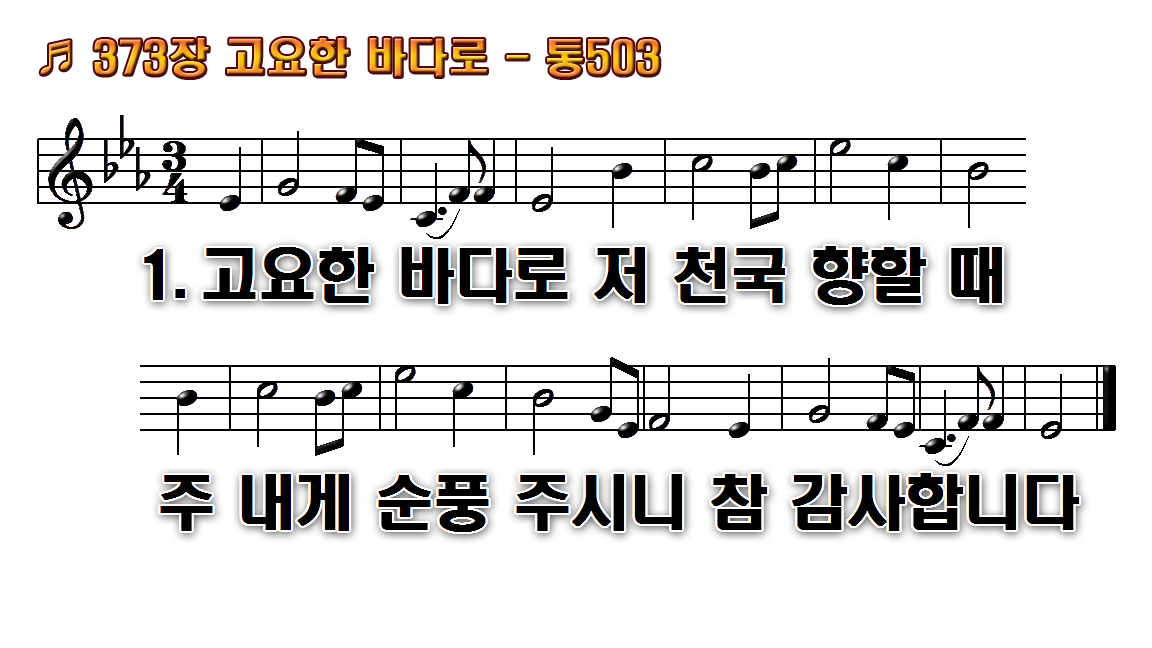 ♬ 373장 고요한 바다로 - 통503
3
4
1. 고요한 바다로 저 천국 향할 때
주 내게 순풍 주시니 참 감사합니다